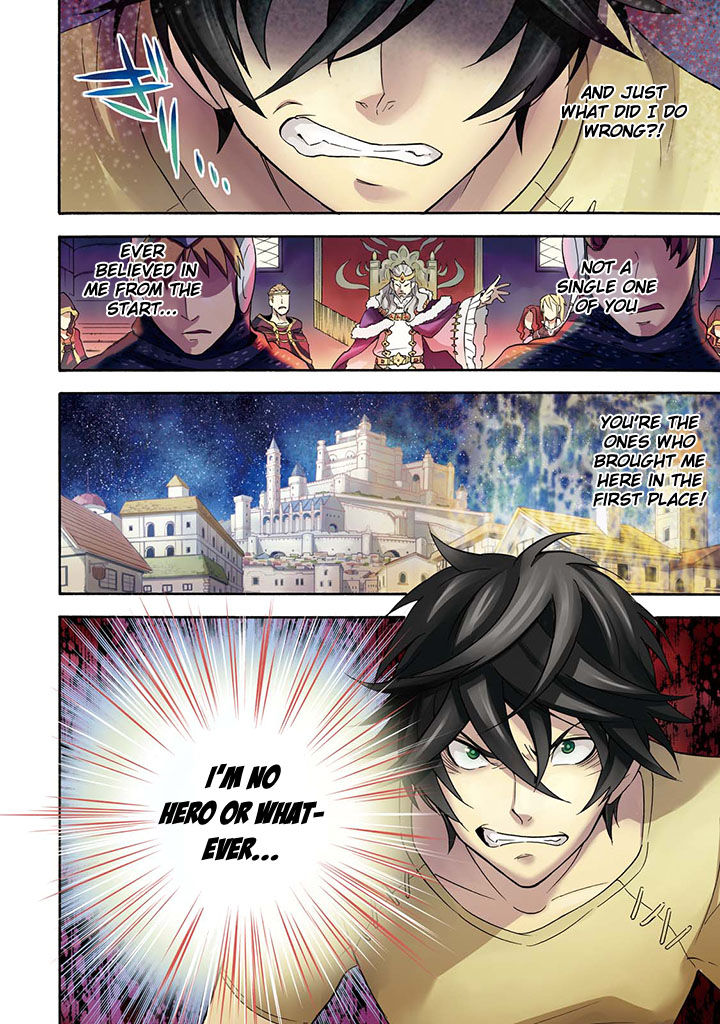 AND JUST
WHAT DID I DO
WRONG?!
NOT A
SINGLE ONE
OF YOU
EVER
BELIEVED IN
ME FROM THE
START...
YOU'RE THE
ONES WHO
BROUGHT ME
HERE IN THE
FIRST PLACE!
I'M NO
HERO OR WHAT-
EVER...